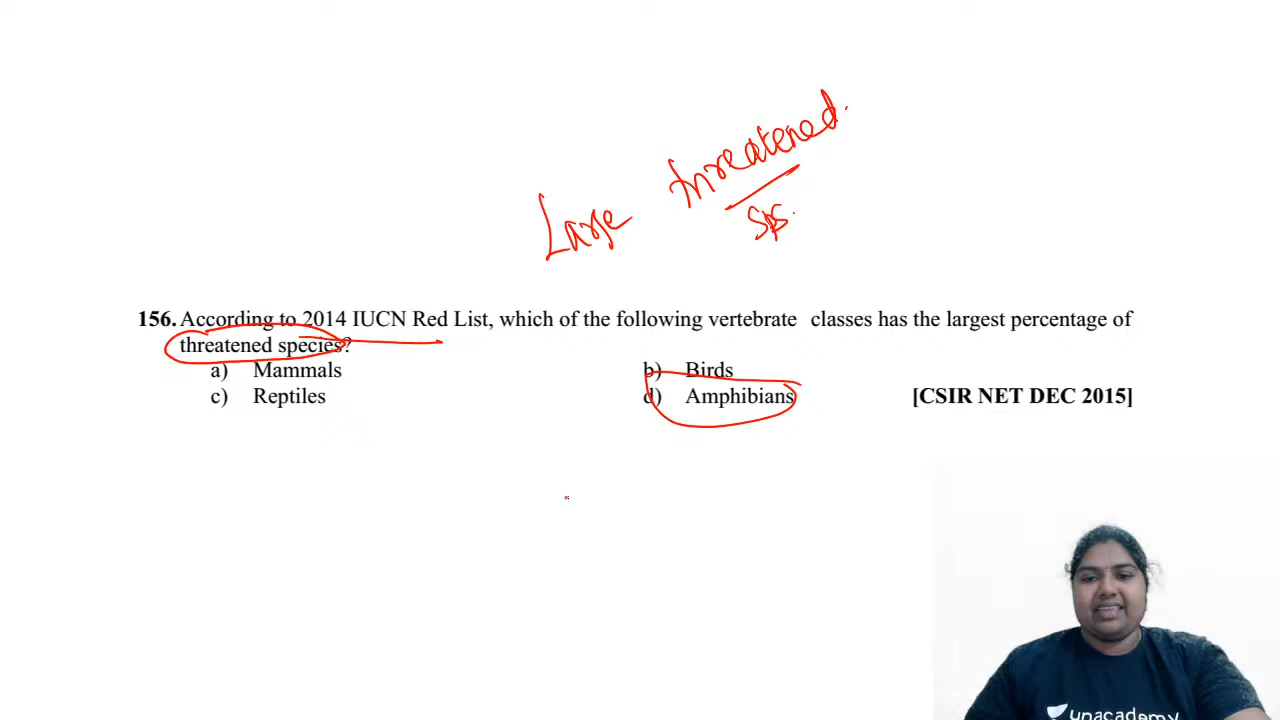 Large threatened
sps.
156. According to 2014 IUCN Red List, which of the following vertebrate classes has the largest percentage of
threatened species?
a) Mammals b) Birds
c) Reptiles d) Amphibians [CSIR NET DEC 2015]
unacademy